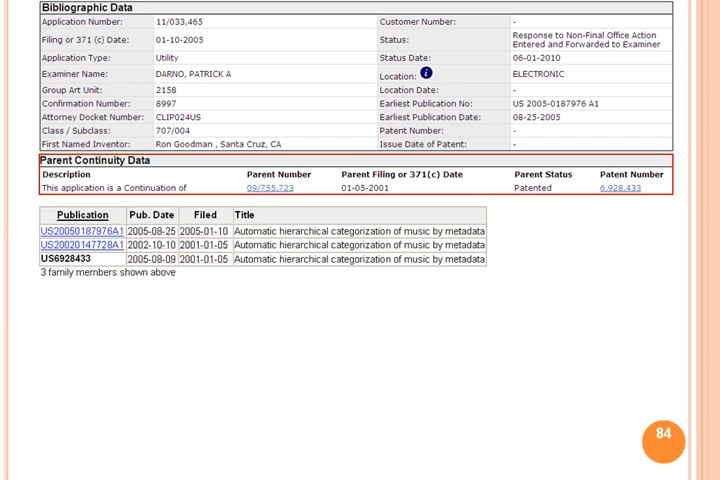 Bibliographic Data
Application Number: 11/033,465 Customer Number: -
Filing or 371 (c) Date: 01-10-2005 Status: Response to Non-Final Office Action
Entered and Forwarded to Examiner
Application Type: Utility Status Date: 06-01-2010
Examiner Name: DARNO, PATRICK A Location: i ELECTRONIC
Group Art Unit: 2158 Location Date: -
Confirmation Number: 8997 Earliest Publication No: US 2005-0187976 A1
Attorney Docket Number: CLIP024US Earliest Publication Date: 08-25-2005
Class / Subclass: 707/004 Patent Number: -
First Named Inventor: Ron Goodman , Santa Cruz, CA Issue Date of Patent: -
Parent Continuity Data
Description Parent Number Parent Filing or 371(c) Date Parent Status Patent Number
This application is a Continuation of 09/755,723 01-05-2001 Patented 6,928,433
Publication Pub. Date Filed Title
US20050187976A1 2005-08-25 2005-01-10 Automatic hierarchical categorization of music by metadata
US20020147728A1 2002-10-10 2001-01-05 Automatic hierarchical categorization of music by metadata
US6928433 2005-08-09 2001-01-05 Automatic hierarchical categorization of music by metadata
3 family members shown above
84